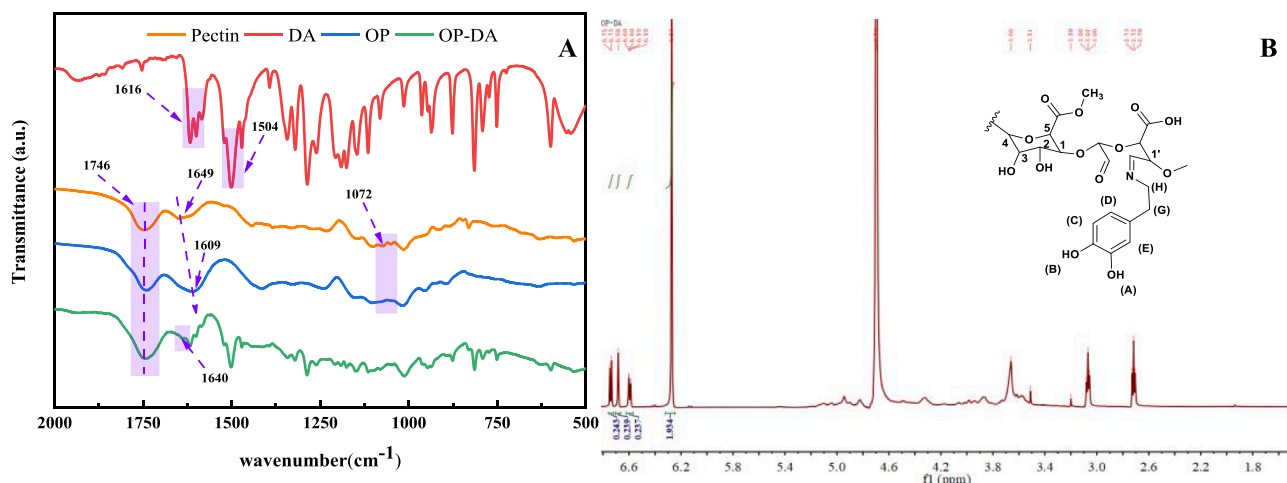 Pectin DA OP OP-DA A
1616
1504
1746
1649
1072
1609
1640
Transmittance (a.u.)
2000 1750 1500 1250 1000 750 500
wavenumber(cm-1)
OP-DA
B
O
CH3
O
O
OH
5
O
4
2
1
3
O
O
1'
HO
OH
O
N
O
(H)
(D)
(G)
(C)
(E)
HO
(B)
OH
(A)
0.243
0.239
0.237
1.934
6.6 6.2 5.8 5.4 5.0 4.6 4.2 3.8 3.4 3.0 2.6 2.2 1.8
f1 (ppm)